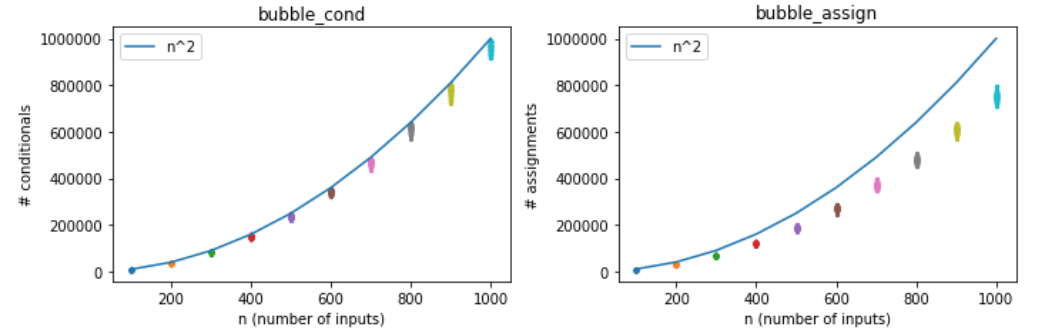 bubble_cond
n^2
# conditionals
1000000
800000
600000
400000
200000
0
200 400 600 800 1000
n (number of inputs)
bubble_assign
n^2
# assignments
1000000
800000
600000
400000
200000
0
200 400 600 800 1000
n (number of inputs)